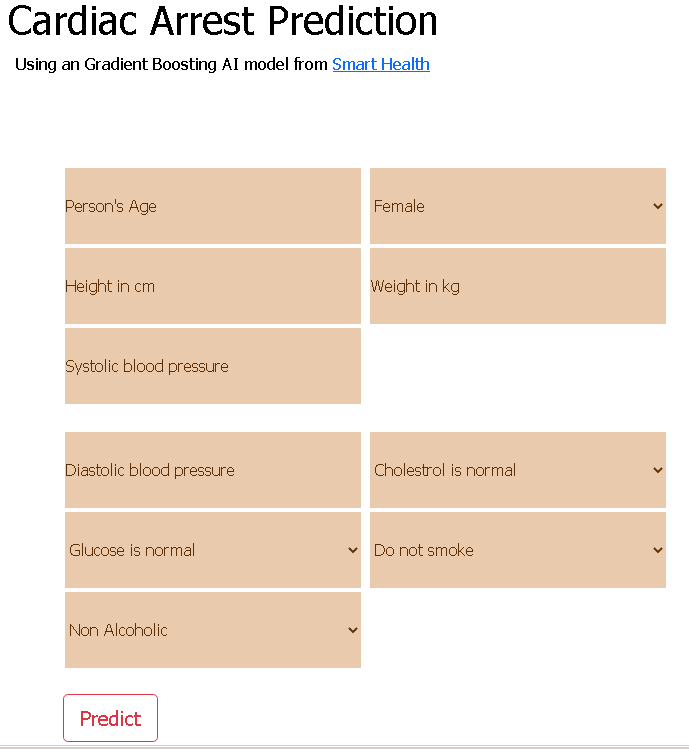 Cardiac Arrest Prediction
Using an Gradient Boosting AI model from Smart Health
Person's Age
Female
Height in cm
Weight in kg
Systolic blood pressure
Diastolic blood pressure
Cholestrol is normal
Glucose is normal
Do not smoke
Non Alcoholic
Predict